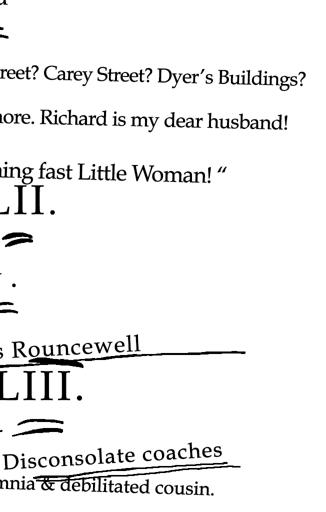 reet? Carey Street? Dyer's Buildings?
ore. Richard is my dear husband!
ing fast Little Woman! “
LII.
.
s Rouncewell
LIII.
Disconsolate coaches
mnia & debilitated cousin.